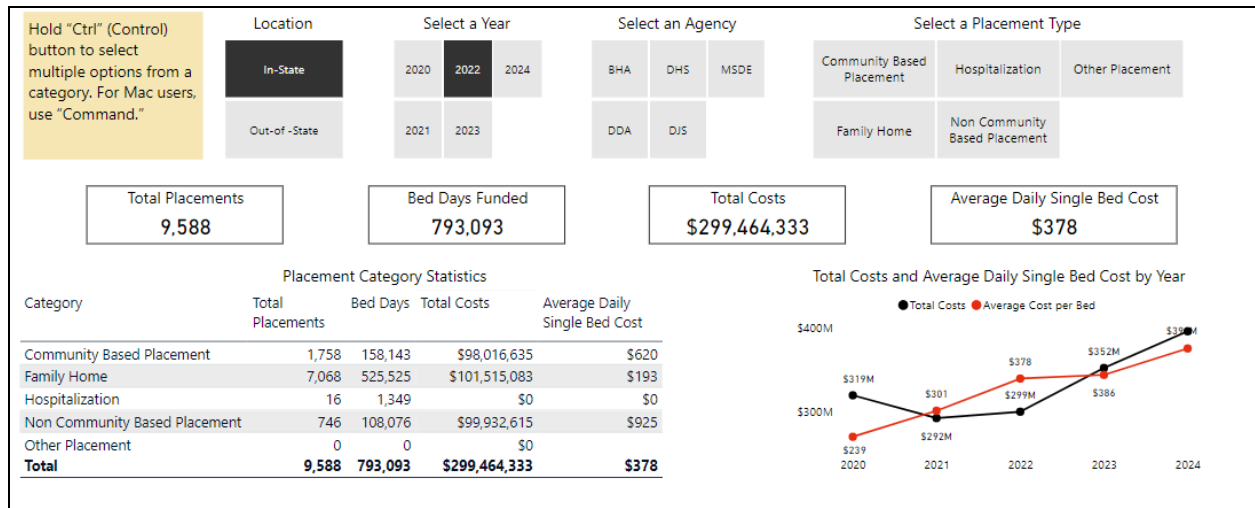 Hold “Ctrl” (Control)
button to select
multiple options from a
category. For Mac users,
use “Command.”
Location
In-State
Out-of -State
Select a Year
2020 2022 2024
2021 2023
Select an Agency
BHA DHS MSDE
DDA DJS
Select a Placement Type
Community Based
Placement
Hospitalization
Other Placement
Family Home
Non Community
Based Placement
Total Placements
9,588
Bed Days Funded
793,093
Total Costs
$299,464,333
Average Daily Single Bed Cost
$378
Placement Category Statistics
Category Total Placements Bed Days Total Costs Average Daily Single Bed Cost
Community Based Placement 1,758 158,143 $98,016,635 $620
Family Home 7,068 525,525 $101,515,083 $193
Hospitalization 16 1,349 $0 $0
Non Community Based Placement 746 108,076 $99,932,615 $925
Other Placement 0 0 $0
Total 9,588 793,093 $299,464,333 $378
Total Costs and Average Daily Single Bed Cost by Year
Total Costs Average Cost per Bed
$400M
$300M
$319M
$239
$301
$292M
$378
$299M
$352M
$386
2020 2021 2022 2023 2024